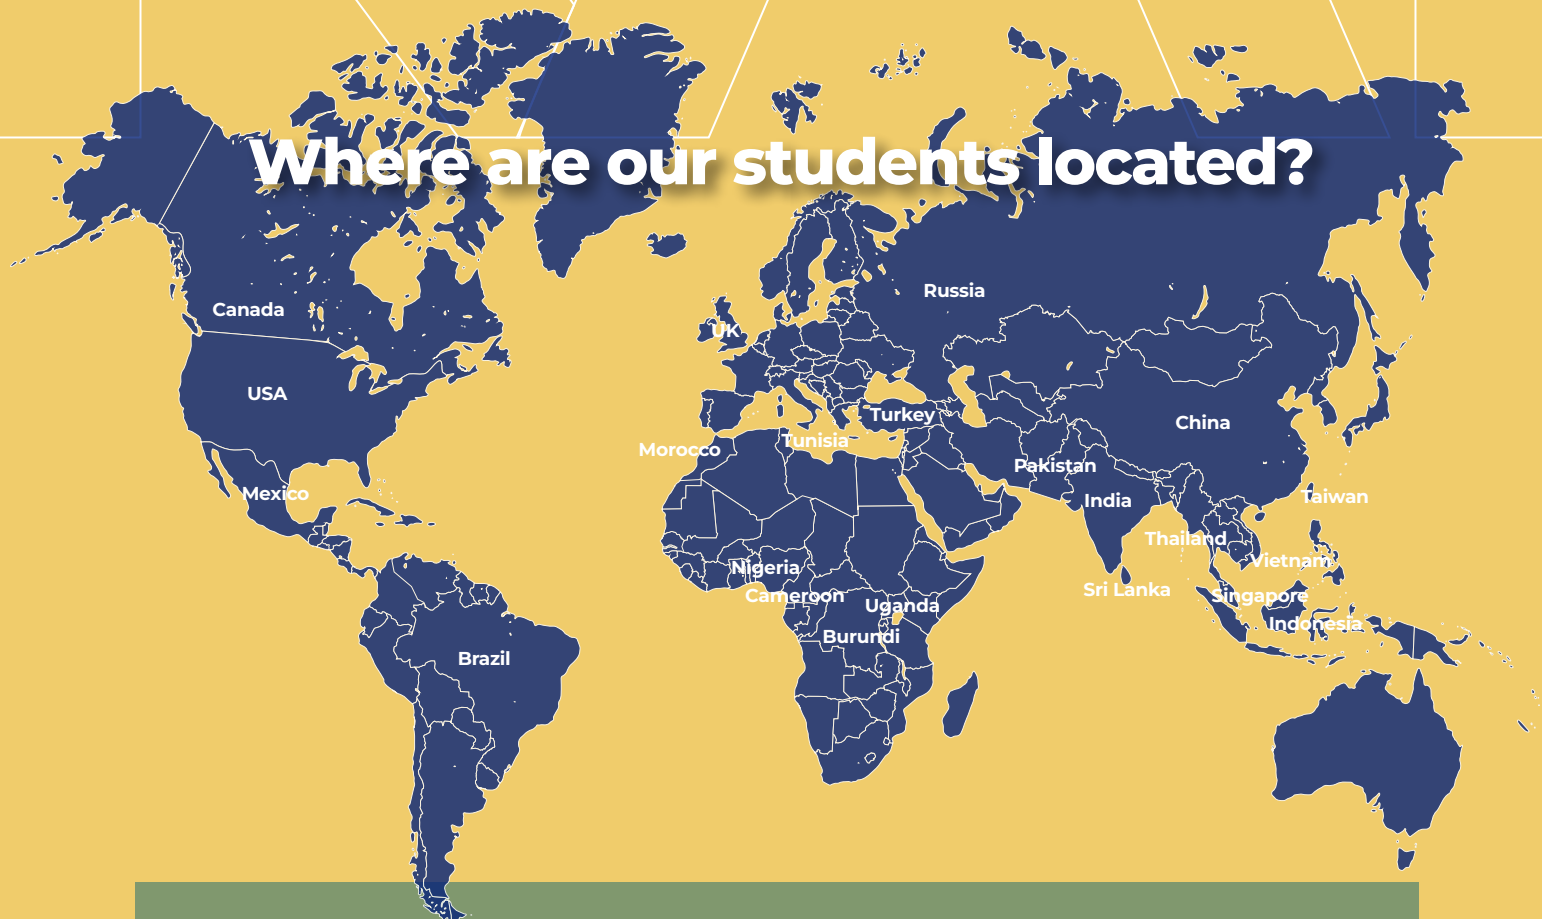 Where are our students located?
Russia
Canada
UK
USA
Turkey
China
Tunisia
Morocco
Pakistan
Mexico
India
Taiwan
Thailand
Vietnam
Nigeria
Sri Lanka
Cameroon
Singapore
Uganda
Indonesia
Burundi
Brazil